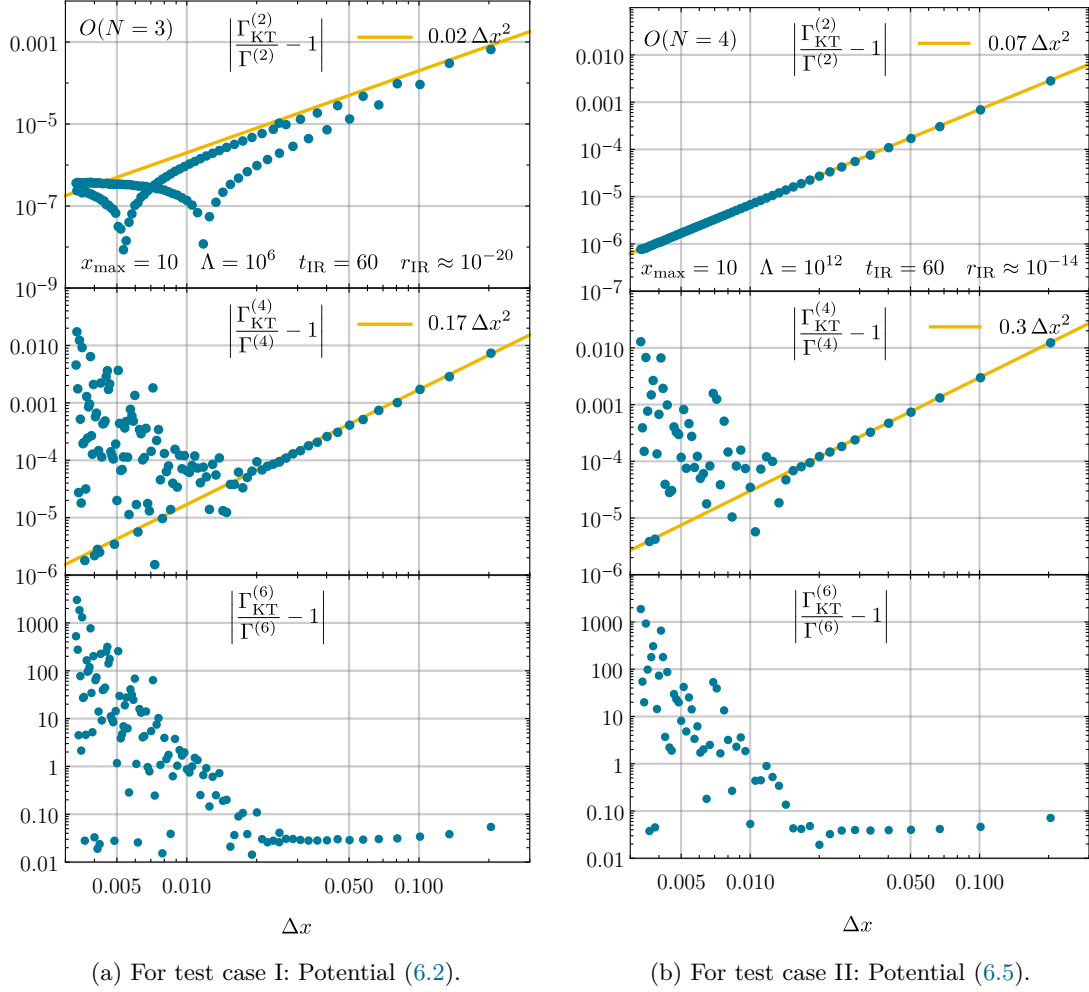 O(N = 3)
|Γ_KT^(2)/Γ^(2) − 1|
0.02 Δx²
0.001
10⁻⁵
10⁻⁷
10⁻⁹
x_max = 10 Λ = 10⁶ t_IR = 60 r_IR ≈ 10⁻²⁰
|Γ_KT^(4)/Γ^(4) − 1|
0.17 Δx²
0.010
0.001
10⁻⁴
10⁻⁵
10⁻⁶
|Γ_KT^(6)/Γ^(6) − 1|
1000
100
10
1
0.10
0.01
0.005 0.010 0.050 0.100
Δx
(a) For test case I: Potential (6.2).
O(N = 4)
|Γ_KT^(2)/Γ^(2) − 1|
0.07 Δx²
0.010
0.001
10⁻⁴
10⁻⁵
10⁻⁶
10⁻⁷
x_max = 10 Λ = 10¹² t_IR = 60 r_IR ≈ 10⁻¹⁴
|Γ_KT^(4)/Γ^(4) − 1|
0.3 Δx²
0.010
0.001
10⁻⁴
10⁻⁵
10⁻⁶
|Γ_KT^(6)/Γ^(6) − 1|
1000
100
10
1
0.10
0.01
0.005 0.010 0.050 0.100
Δx
(b) For test case II: Potential (6.5).